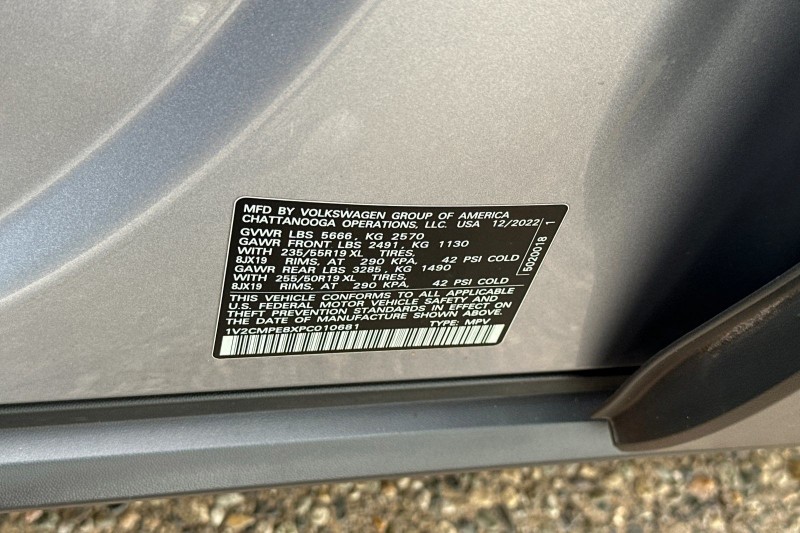 MFD BY VOLKSWAGEN GROUP OF AMERICA
CHATTANOOGA OPERATIONS, LLC. USA 12/2022
GVWR LBS 5666 , KG 2570
GAWR FRONT LBS 2491 , KG 1130
WITH 235/55R19 XL TIRES,
8JX19 RIMS, AT 290 KPA. 42 PSI COLD
GAWR REAR LBS 3285 , KG 1490
WITH 255/50R19 XL TIRES,
8JX19 RIMS, AT 290 KPA. 42 PSI COLD
THIS VEHICLE CONFORMS TO ALL APPLICABLE
U.S. FEDERAL MOTOR VEHICLE SAFETY AND
THEFT PREVENTION STANDARDS IN EFFECT ON
THE DATE OF MANUFACTURE SHOWN ABOVE.
1V2CMPE8XPC010681 TYPE: MPV
5020018 1